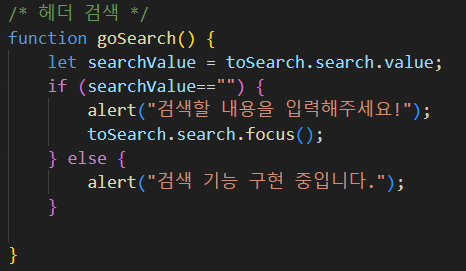 /* 헤더 검색 */
function goSearch() {
    let searchValue = toSearch.search.value;
    if (searchValue=="") {
        alert("검색할 내용을 입력해주세요!");
        toSearch.search.focus();
    } else {
        alert("검색 기능 구현 중입니다.");
    }
}